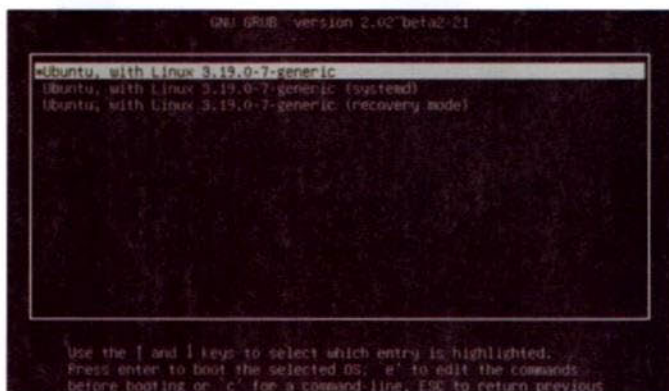 GNU GRUB version 2.02~beta2-21
*Ubuntu, with Linux 3.19.0-7-generic
Ubuntu, with Linux 3.19.0-7-generic (systemd)
Ubuntu, with Linux 3.19.0-7-generic (recovery mode)
Use the ↑ and ↓ keys to select which entry is highlighted.
Press enter to boot the selected OS, `e' to edit the commands
before booting or `c' for a command-line. ESC to return previous